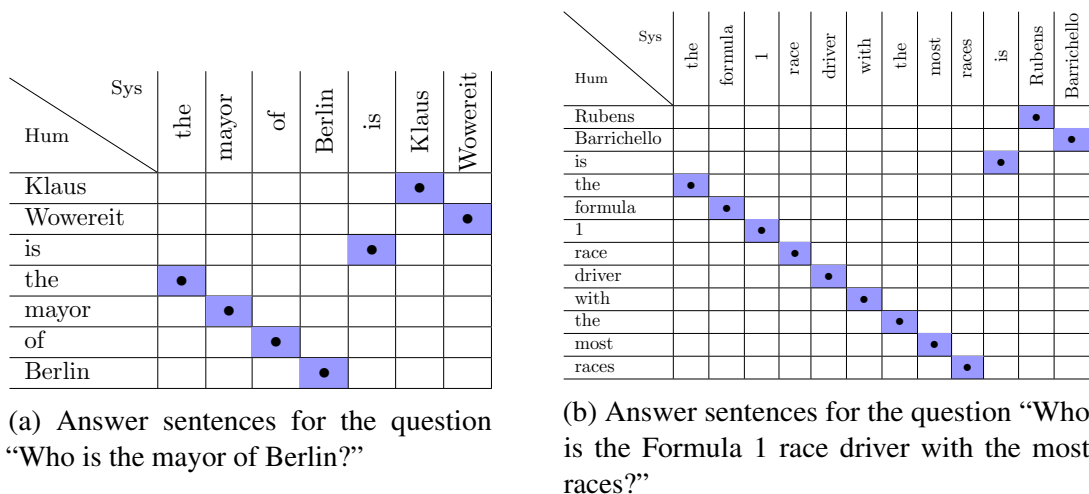 Sys
Hum
the
mayor
of
Berlin
is
Klaus
Wowereit
Klaus
Wowereit
is
the
mayor
of
Berlin
(a) Answer sentences for the question
“Who is the mayor of Berlin?”
Sys
Hum
the
formula
1
race
driver
with
the
most
races
is
Rubens
Barrichello
Rubens
Barrichello
is
the
formula
1
race
driver
with
the
most
races
(b) Answer sentences for the question “Who
is the Formula 1 race driver with the most
races?”